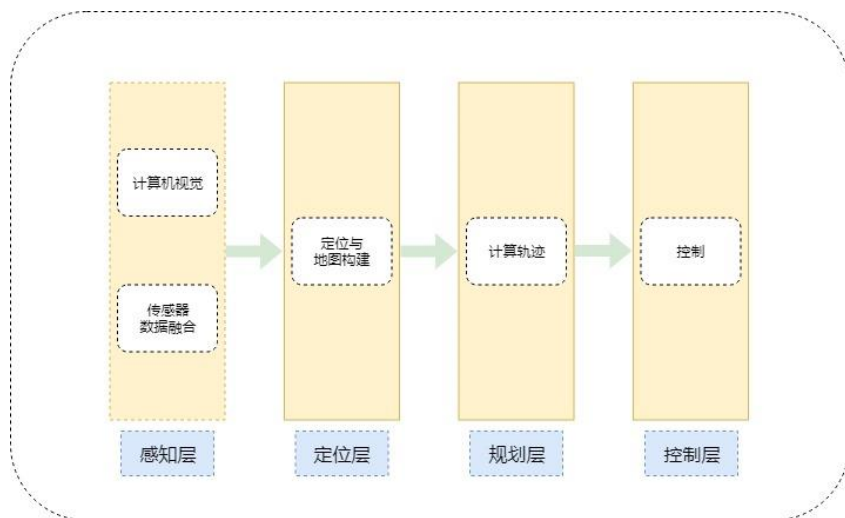 计算机视觉
传感器
数据融合
定位与
地图构建
计算轨迹
控制
感知层
定位层
规划层
控制层